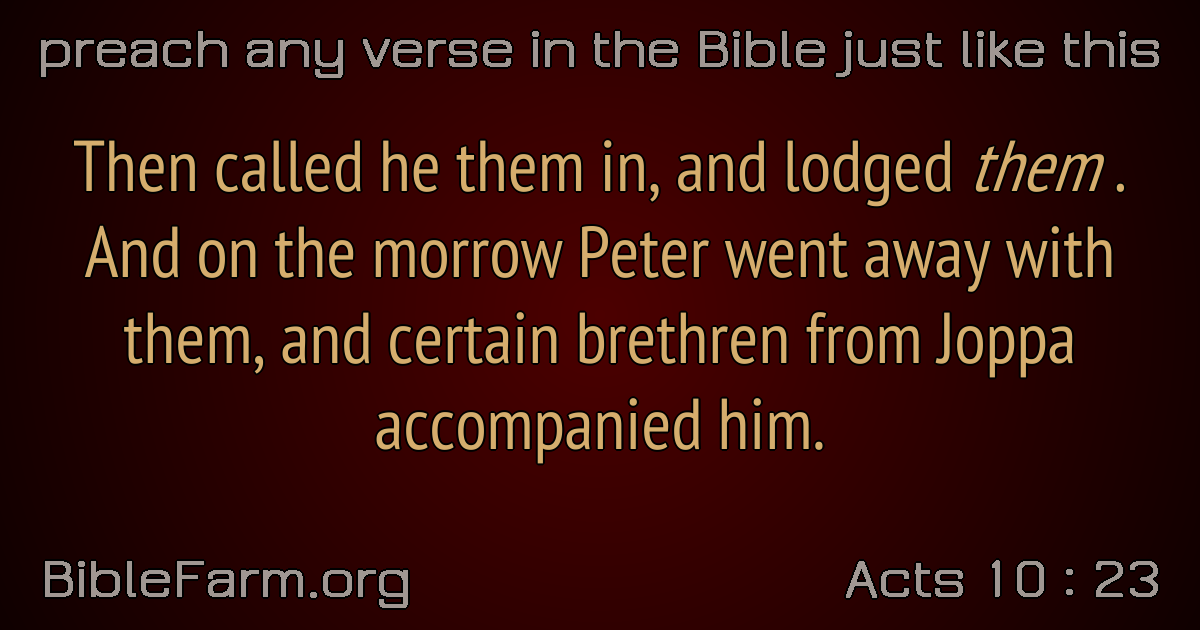 preach any verse in the Bible just like this
Then called he them in, and lodged them .
And on the morrow Peter went away with
them, and certain brethren from Joppa
accompanied him.
BibleFarm.org
Acts 10 : 23